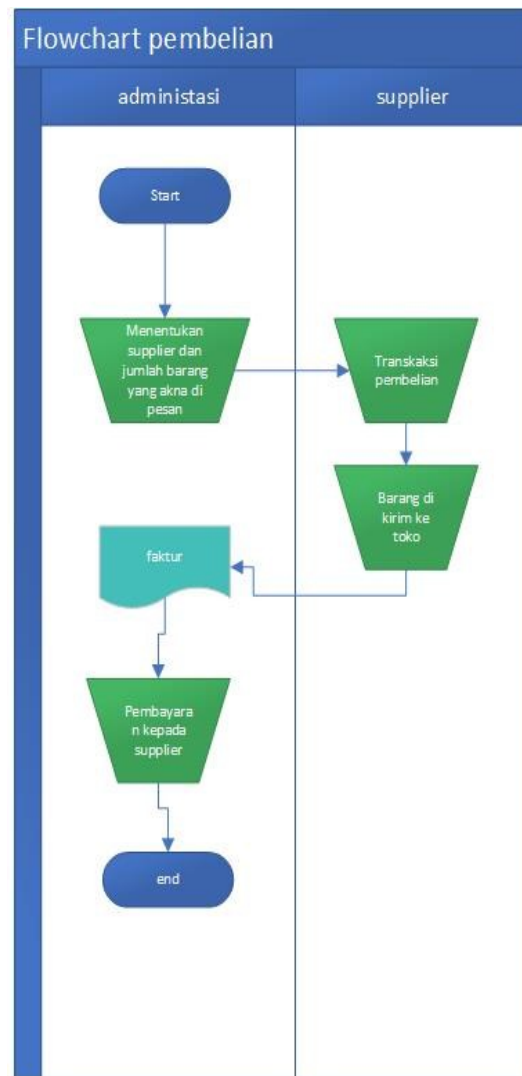 Flowchart pembelian
administasi
supplier
Start
Menentukan
supplier dan
jumlah barang
yang akna di
pesan
Transkaksi
pembelian
Barang di
kirim ke
toko
faktur
Pembayara
n kepada
supplier
end